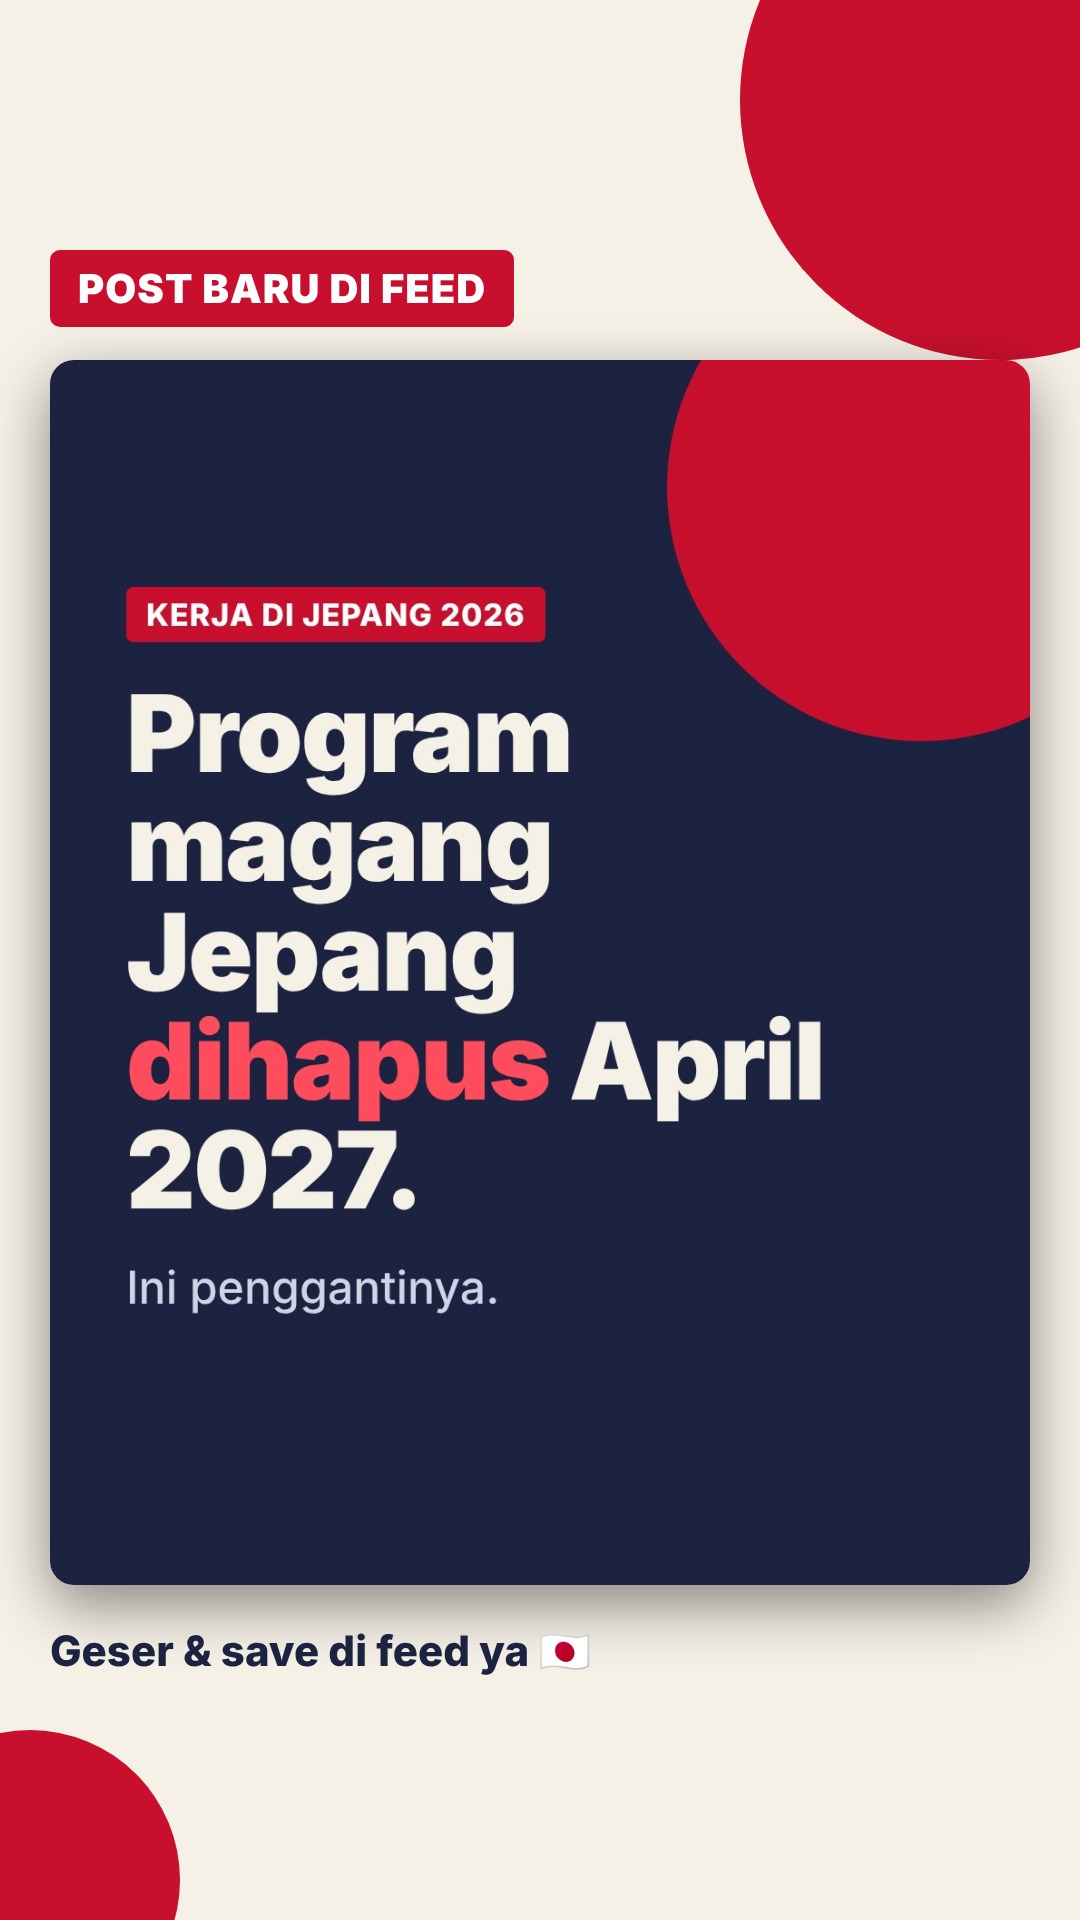 POST BARU DI FEED
KERJA DI JEPANG 2026
Program
magang
Jepang
dihapus April
2027.
Ini penggantinya.
Geser & save di feed ya 🇯🇵